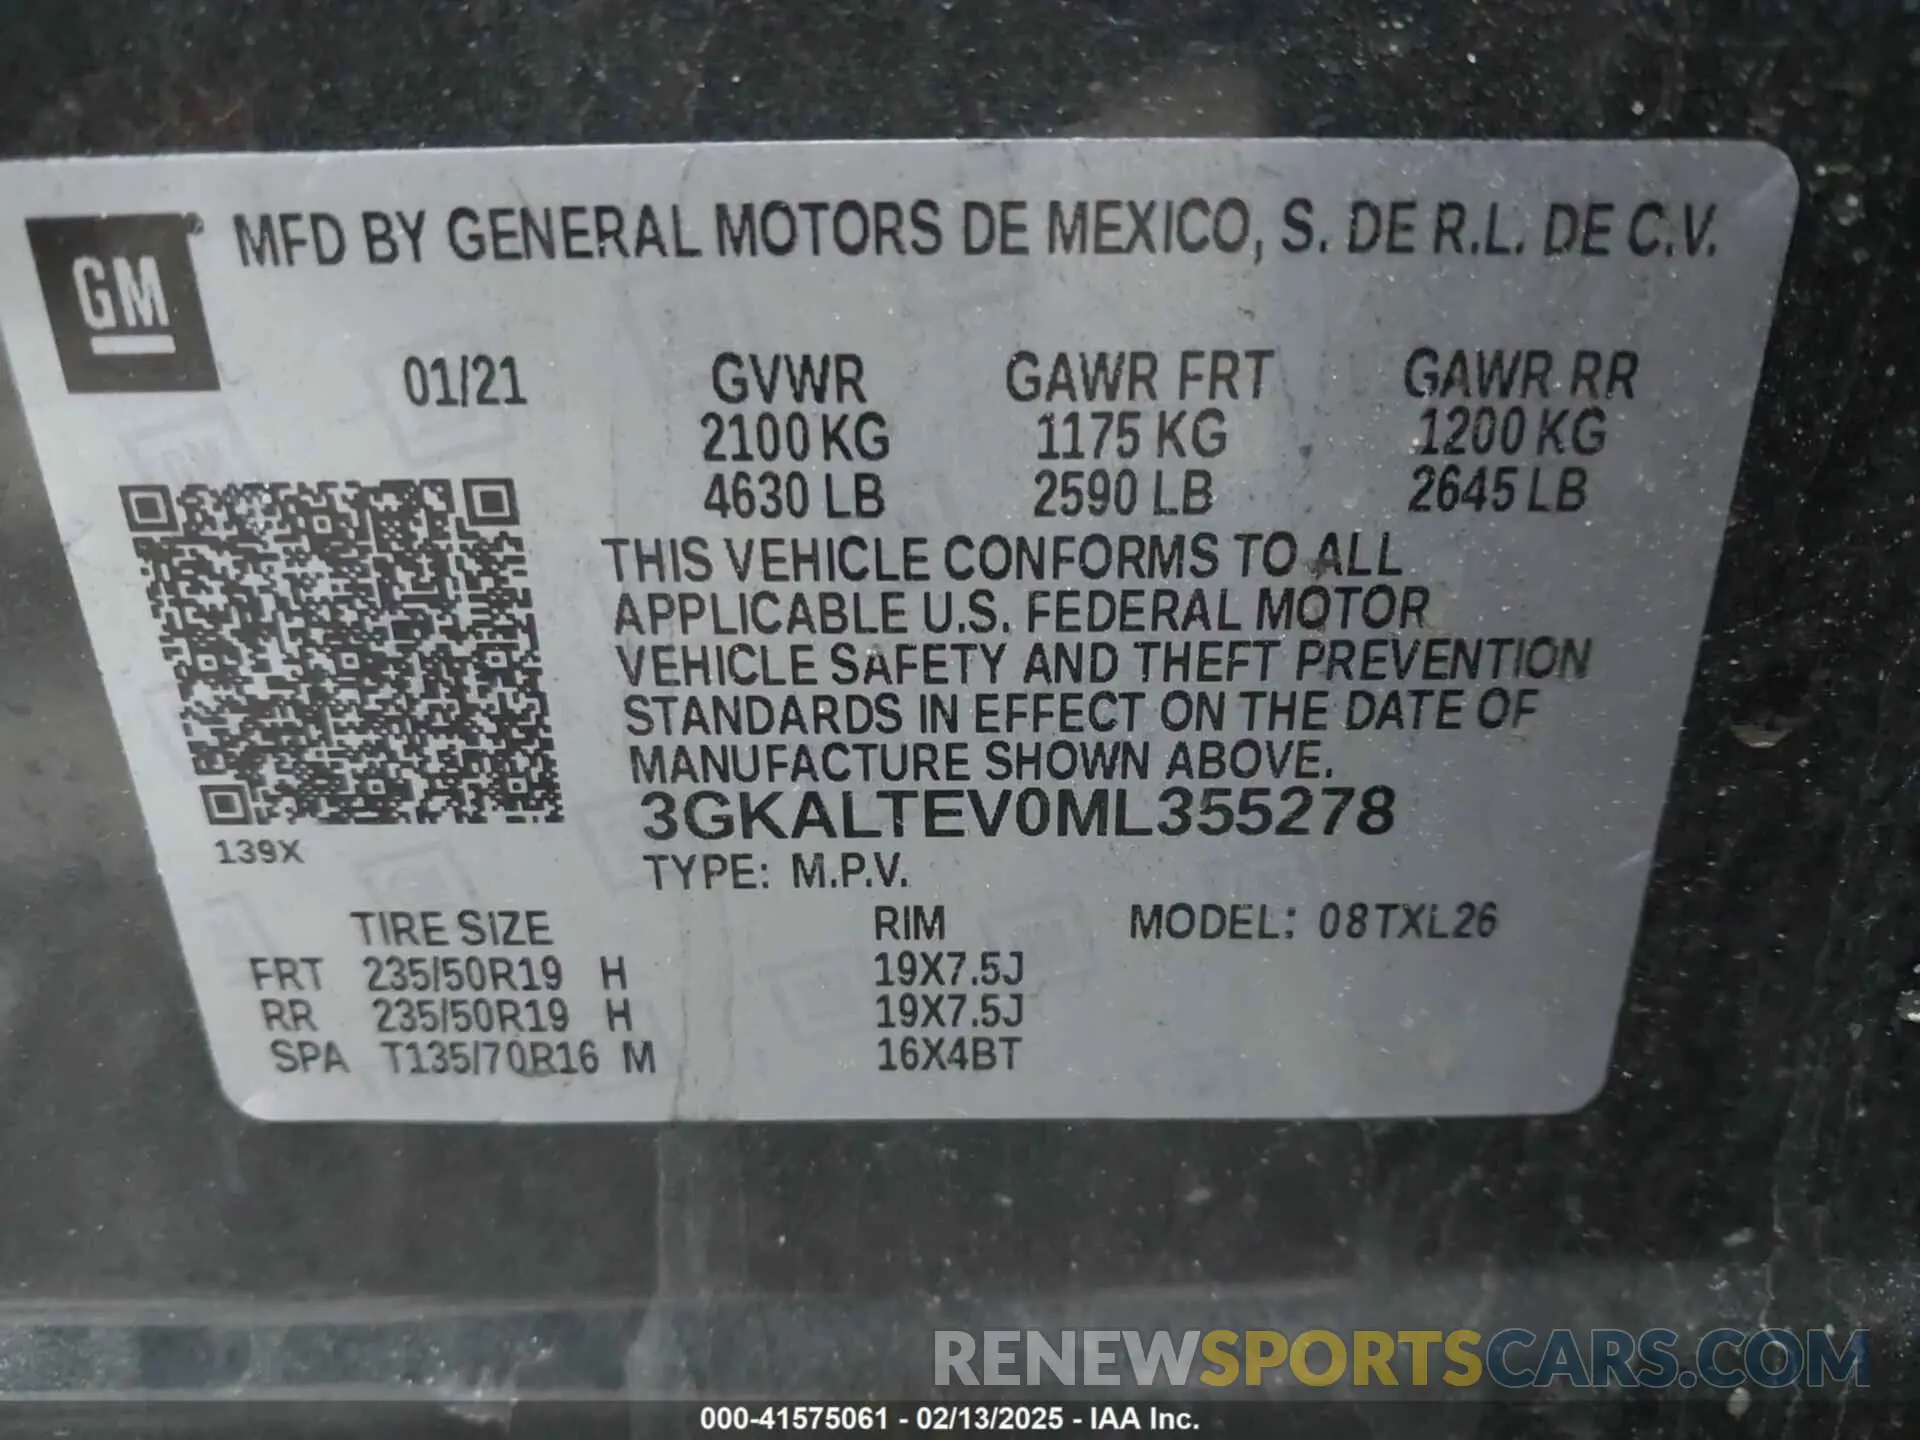 GM
MFD BY GENERAL MOTORS DE MEXICO, S. DE R.L. DE C.V.
01/21 GVWR GAWR FRT GAWR RR
2100 KG 1175 KG 1200 KG
4630 LB 2590 LB 2645 LB
THIS VEHICLE CONFORMS TO ALL
APPLICABLE U.S. FEDERAL MOTOR
VEHICLE SAFETY AND THEFT PREVENTION
STANDARDS IN EFFECT ON THE DATE OF
MANUFACTURE SHOWN ABOVE.
3GKALTEV0ML355278
139X
TYPE: M.P.V.
TIRE SIZE RIM MODEL: 08TXL26
FRT 235/50R19 H 19X7.5J
RR 235/50R19 H 19X7.5J
SPA T135/70R16 M 16X4BT
RENEWSPORTSCARS.COM
000-41575061 - 02/13/2025 - IAA Inc.